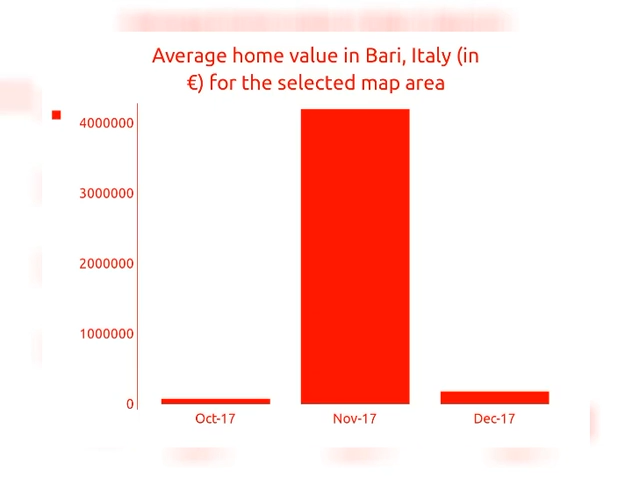 Average home value in Bari, Italy (in
€) for the selected map area
4000000
3000000
2000000
1000000
0
Oct-17
Nov-17
Dec-17